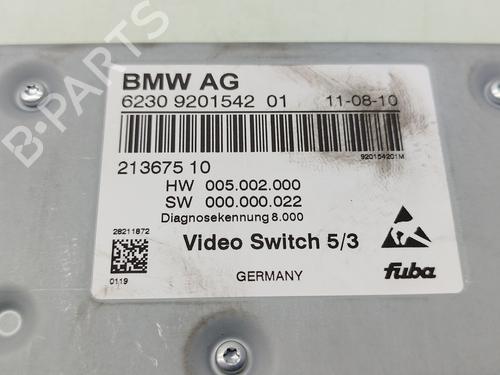 BMW AG
6230 9201542 01 11-08-10
920154201M
213675 10
HW 005.002.000
SW 000.000.022
Diagnosekennung 8.000
28211872
Video Switch 5/3
0119
GERMANY
fuba
B-PARTS